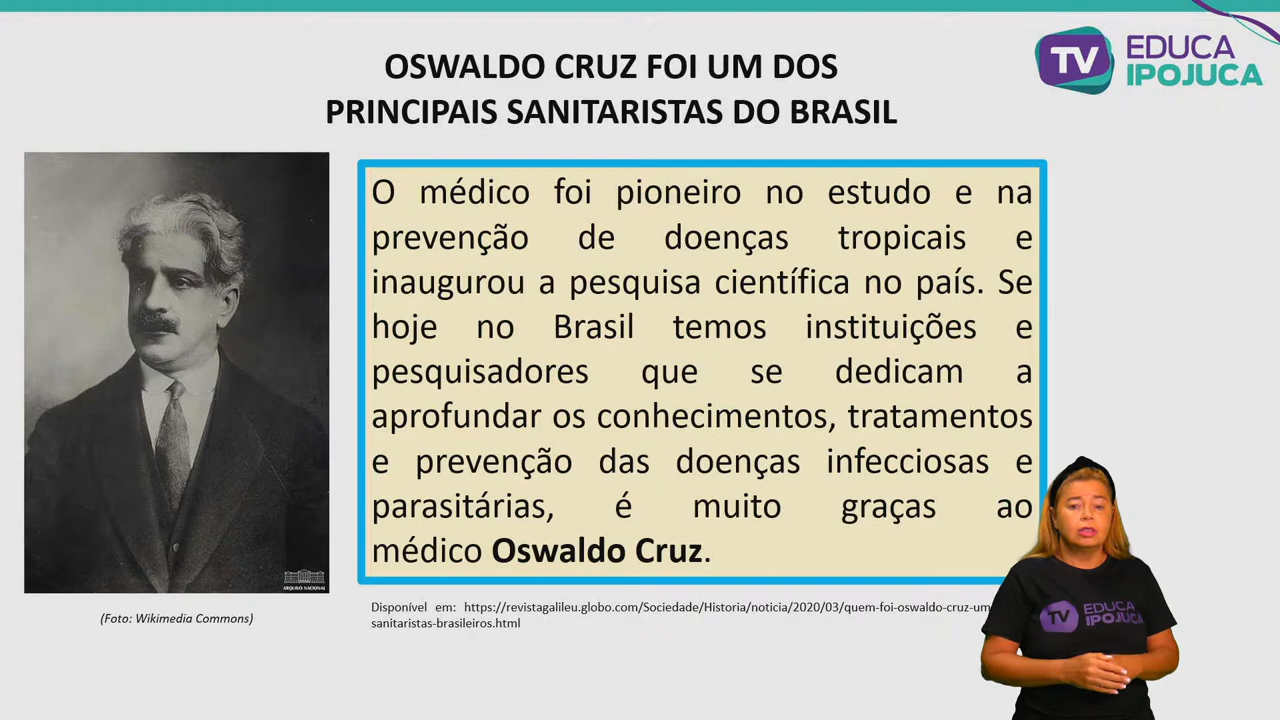 OSWALDO CRUZ FOI UM DOS
PRINCIPAIS SANITARISTAS DO BRASIL
TV EDUCA
IPOJUCA
O médico foi pioneiro no estudo e na
prevenção de doenças tropicais e
inaugurou a pesquisa científica no país. Se
hoje no Brasil temos instituições e
pesquisadores que se dedicam a
aprofundar os conhecimentos, tratamentos
e prevenção das doenças infecciosas e
parasitárias, é muito graças ao
médico Oswaldo Cruz.
ARQUIVO NACIONAL
(Foto: Wikimedia Commons)
Disponível em: https://revistagalileu.globo.com/Sociedade/Historia/noticia/2020/03/quem-foi-oswaldo-cruz-um
sanitaristas-brasileiros.html
TV EDUCA
IPOJUCA